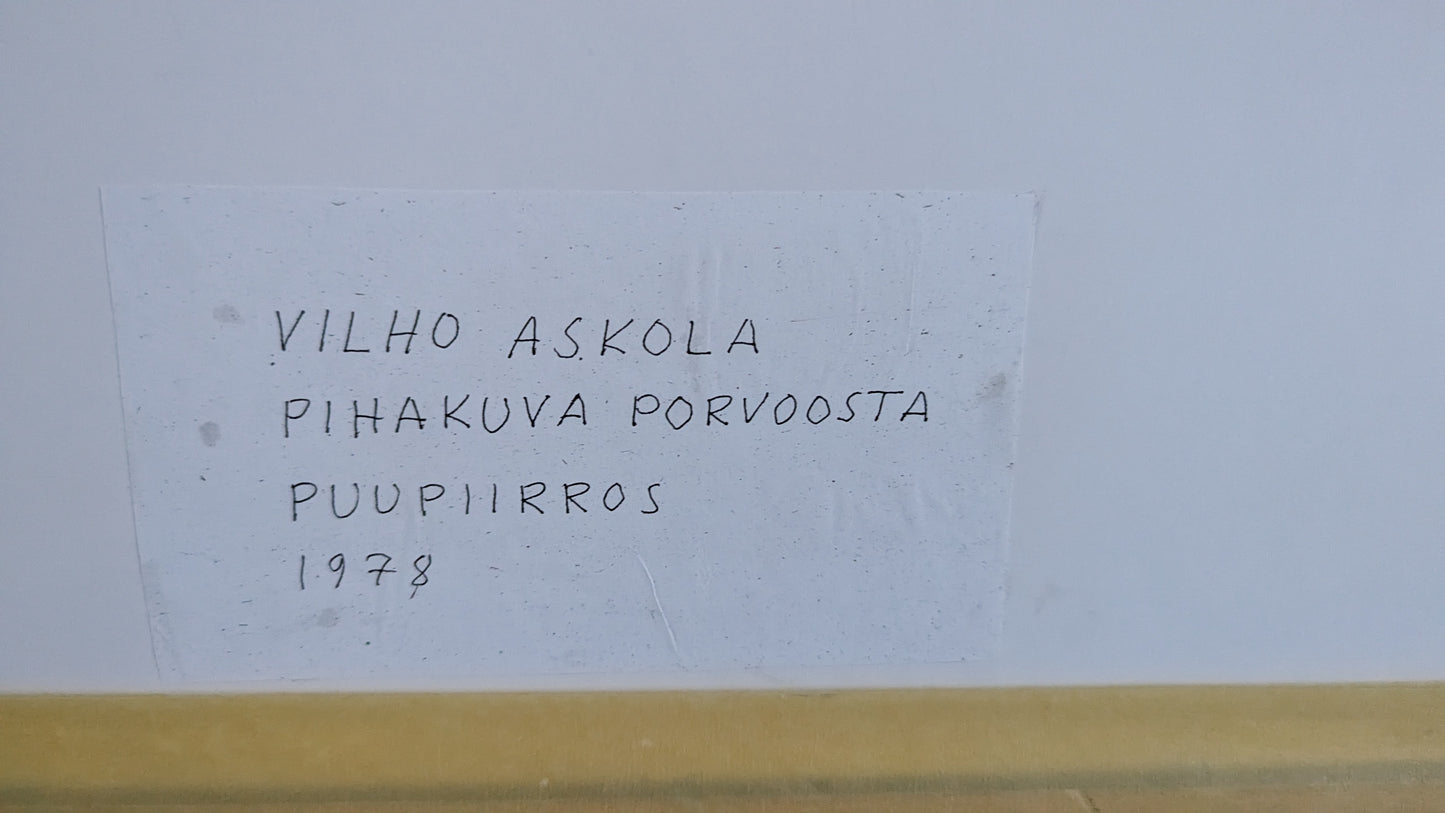 VILHO ASKOLA
PIHAKUVA PORVOOSTA
PUUPIIRROS
1978